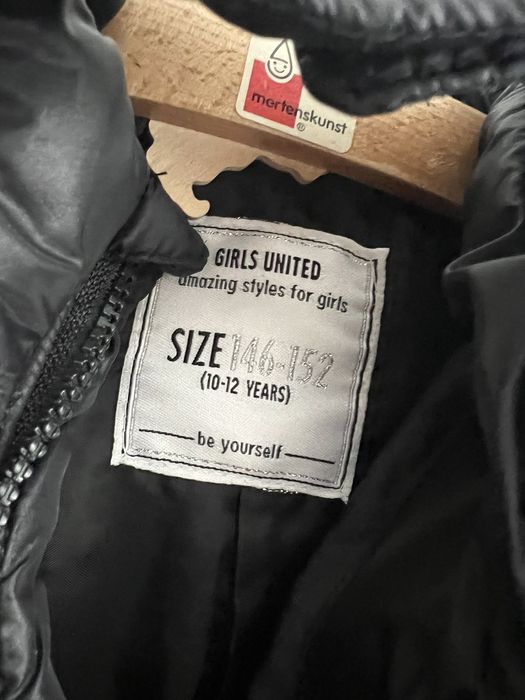 mertenskunst
®
GIRLS UNITED
amazing styles for girls
SIZE 146-152
(10-12 YEARS)
be yourself